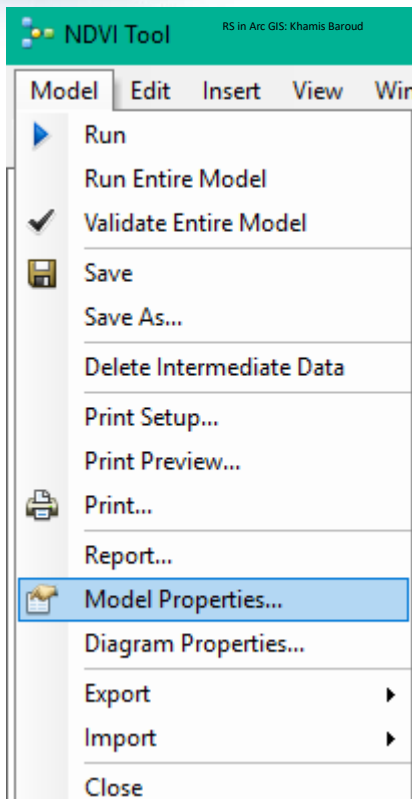 NDVI Tool RS in Arc GIS: Khamis Baroud
Model Edit Insert View
Run
Run Entire Model
Validate Entire Model
Save
Save As...
Delete Intermediate Data
Print Setup...
Print Preview...
Print...
Report...
Model Properties...
Diagram Properties...
Export
Import
Close